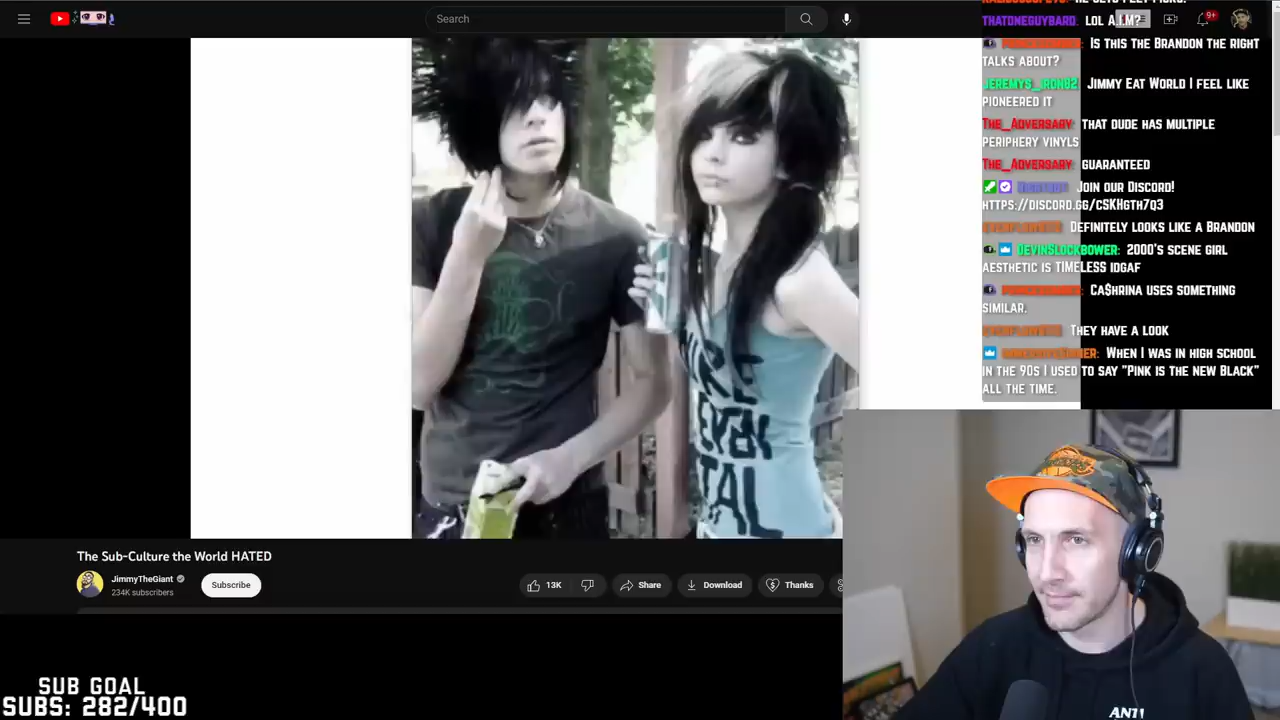 Search
9+
THATONEGUYBARD: LOL A.I.M?
IS THIS THE BRANDON THE RIGHT
TALKS ABOUT?
JEREMYS_IRON82: JIMMY EAT WORLD I FEEL LIKE
PIONEERED IT
THE_ADVERSARY: THAT DUDE HAS MULTIPLE
PERIPHERY VINYLS
THE_ADVERSARY: GUARANTEED
JOIN OUR DISCORD!
HTTPS://DISCORD.GG/CSKHGTH7Q3
DEFINITELY LOOKS LIKE A BRANDON
DEVINSLOCKBOWER: 2000'S SCENE GIRL
AESTHETIC IS TIMELESS IDGAF
CA$HRINA USES SOMETHING
SIMILAR.
THEY HAVE A LOOK
WHEN I WAS IN HIGH SCHOOL
IN THE 90S I USED TO SAY "PINK IS THE NEW BLACK"
ALL THE TIME.
The Sub-Culture the World HATED
JimmyTheGiant
234K subscribers
Subscribe
13K
Share
Download
Thanks
SUB GOAL
SUBS: 282/400